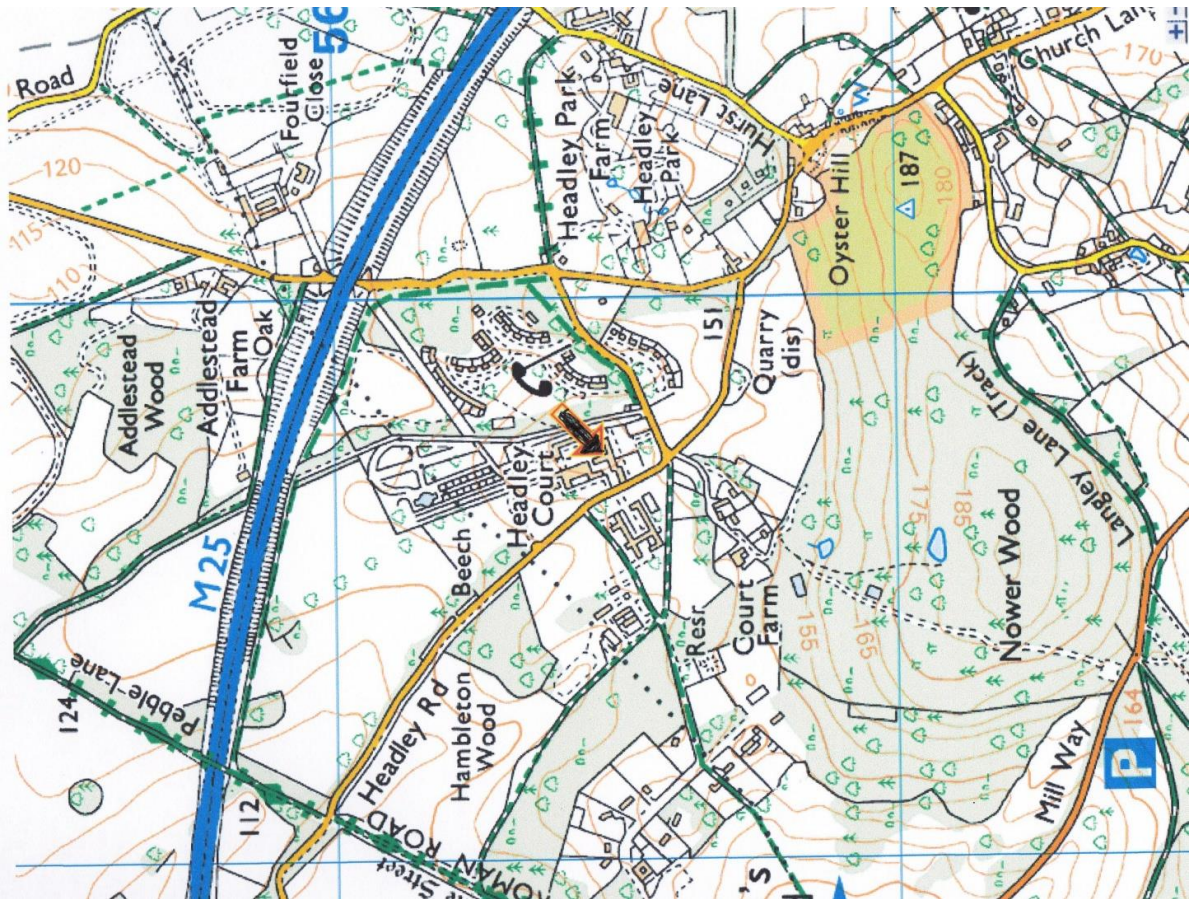 Road
120
115
110
Fourfield
Close
56
Addlestead
Wood
Addlestead
Farm
Oak
M25
Pebble Lane
124
112
Headley Park
Farm
Headley
Park
Hurst Lane
Church Lan
170
Oyster Hill
187
180
151
Quarry
(dis)
Headley
Court
Beech
Headley Rd
Hambleton
Wood
ROMAN ROAD
Street
Resr
Court
Farm
155
165
175
185
Nower Wood
Langley Lane
(Track)
Mill Way
194
P
's